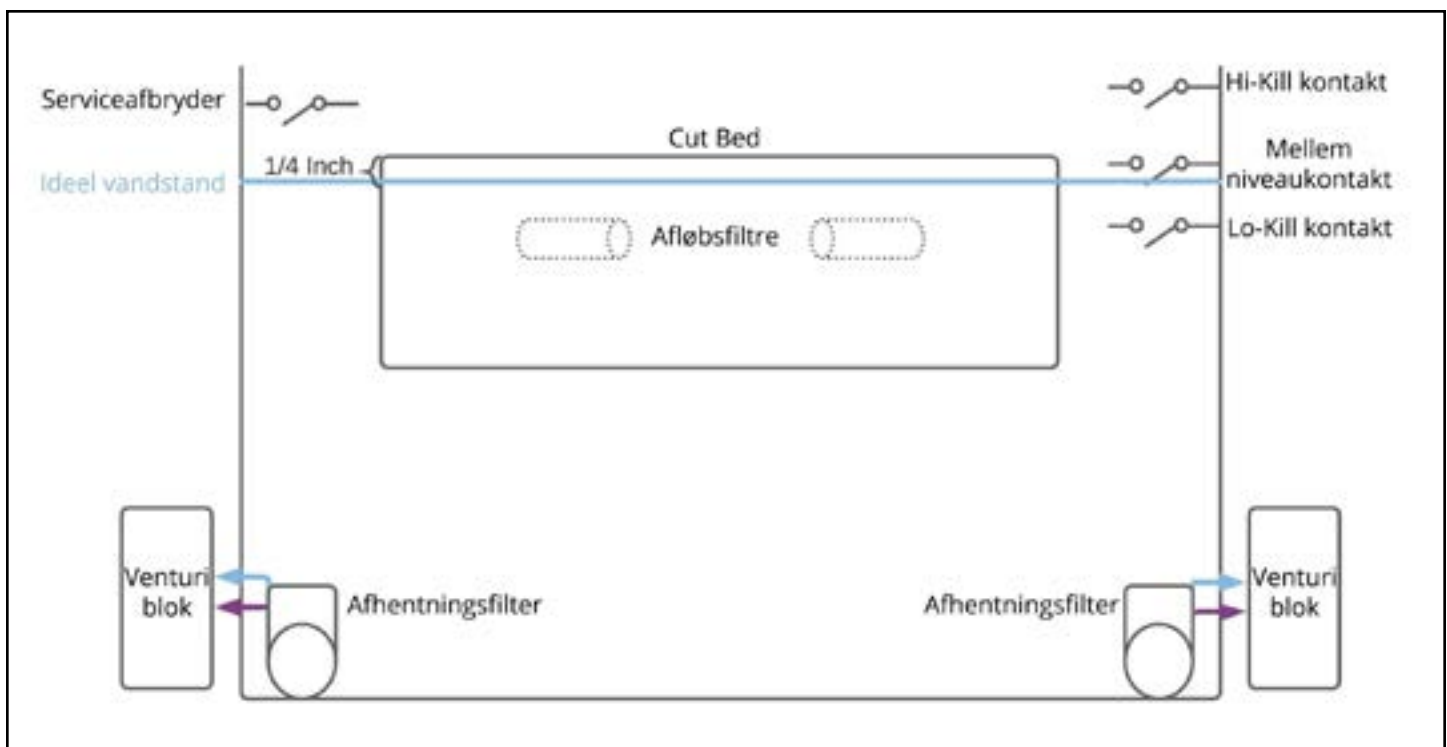 Serviceafbryder
Hi-Kill kontakt
Cut Bed
1/4 Inch
Mellem
niveaukontakt
Ideel vandstand
Afløbsfiltre
Lo-Kill kontakt
Venturi
blok
Afhentningsfilter
Afhentningsfilter
Venturi
blok